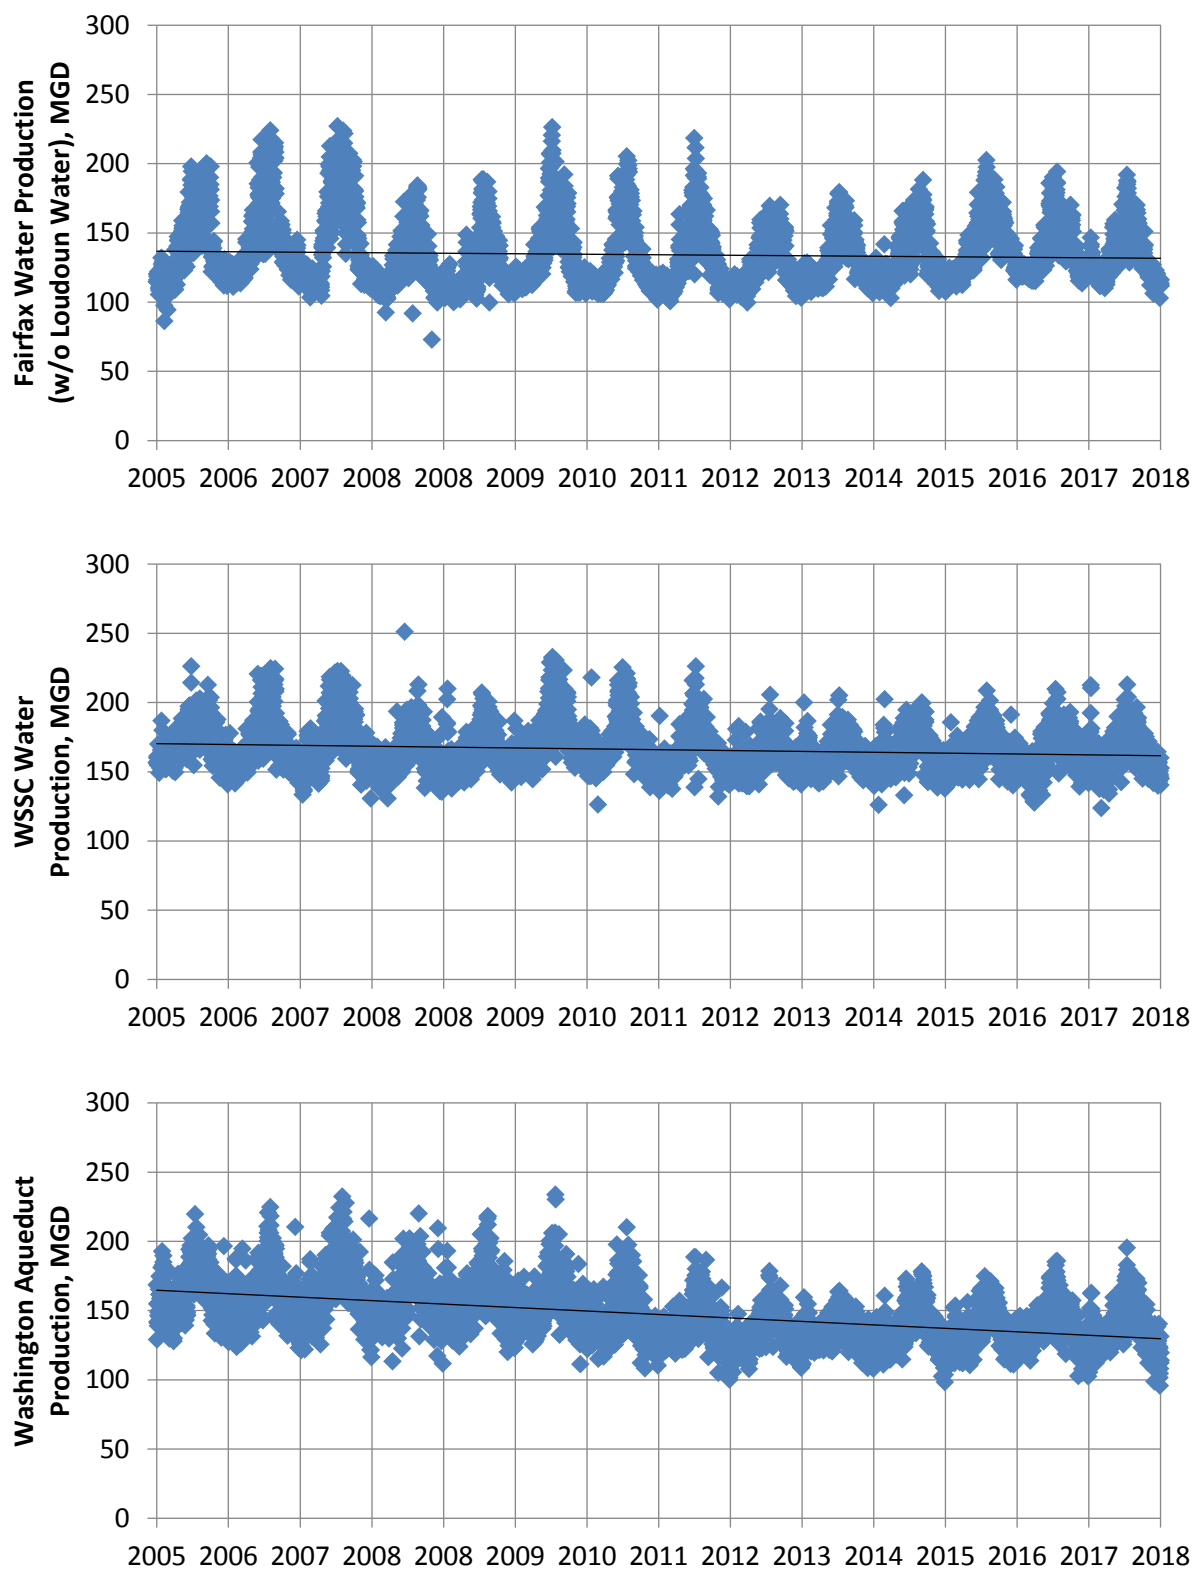 300
250
200
150
100
50
0
Fairfax Water Production
(w/o Loudoun Water), MGD
2005 2006 2007 2008 2008 2009 2010 2011 2012 2013 2014 2015 2016 2017 2018
300
250
200
150
100
50
0
WSSC Water
Production, MGD
2005 2006 2007 2008 2008 2009 2010 2011 2012 2013 2014 2015 2016 2017 2018
300
250
200
150
100
50
0
Washington Aqueduct
Production, MGD
2005 2006 2007 2008 2008 2009 2010 2011 2012 2013 2014 2015 2016 2017 2018